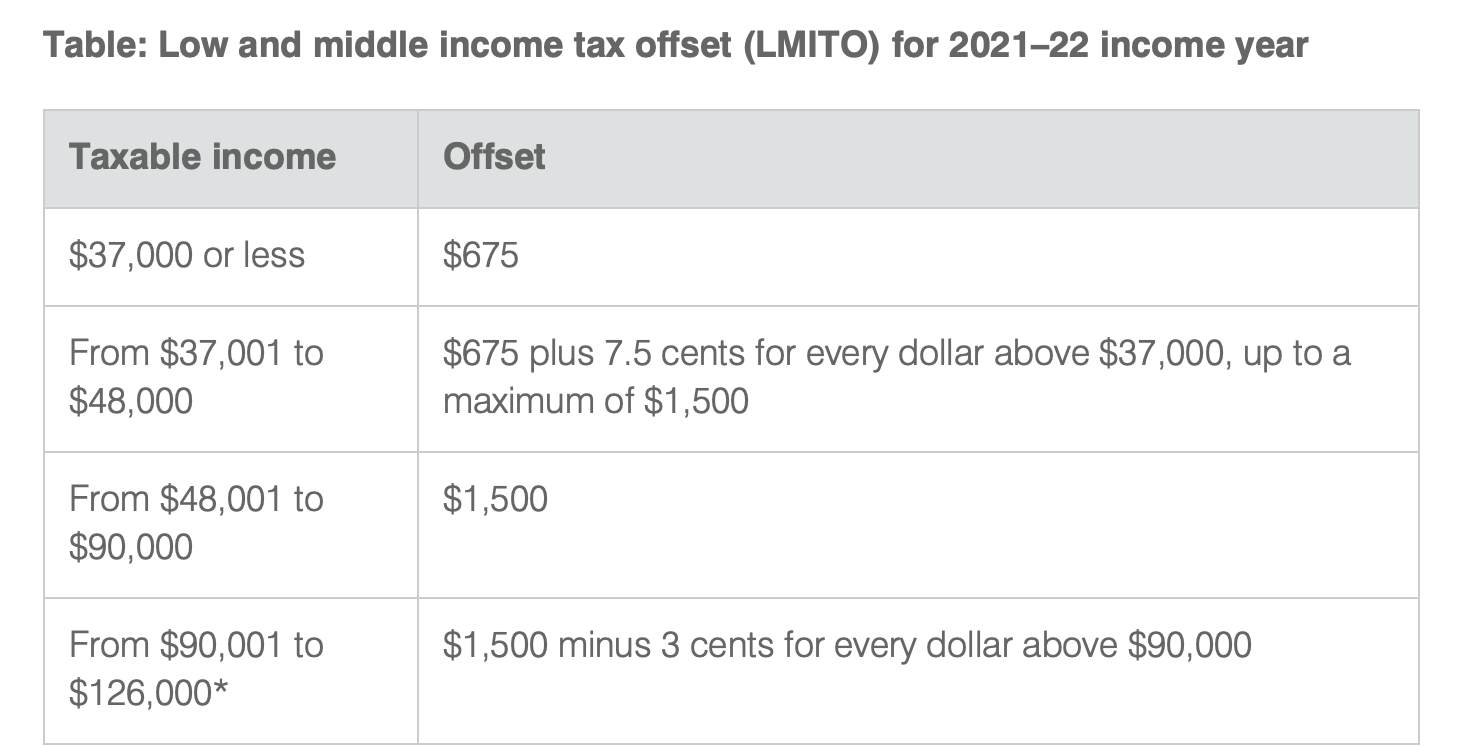 Table: Low and middle income tax offset (LMITO) for 2021–22 income year
Taxable income
Offset
$37,000 or less
$675
From $37,001 to
$48,000
$675 plus 7.5 cents for every dollar above $37,000, up to a
maximum of $1,500
From $48,001 to
$90,000
$1,500
From $90,001 to
$126,000*
$1,500 minus 3 cents for every dollar above $90,000